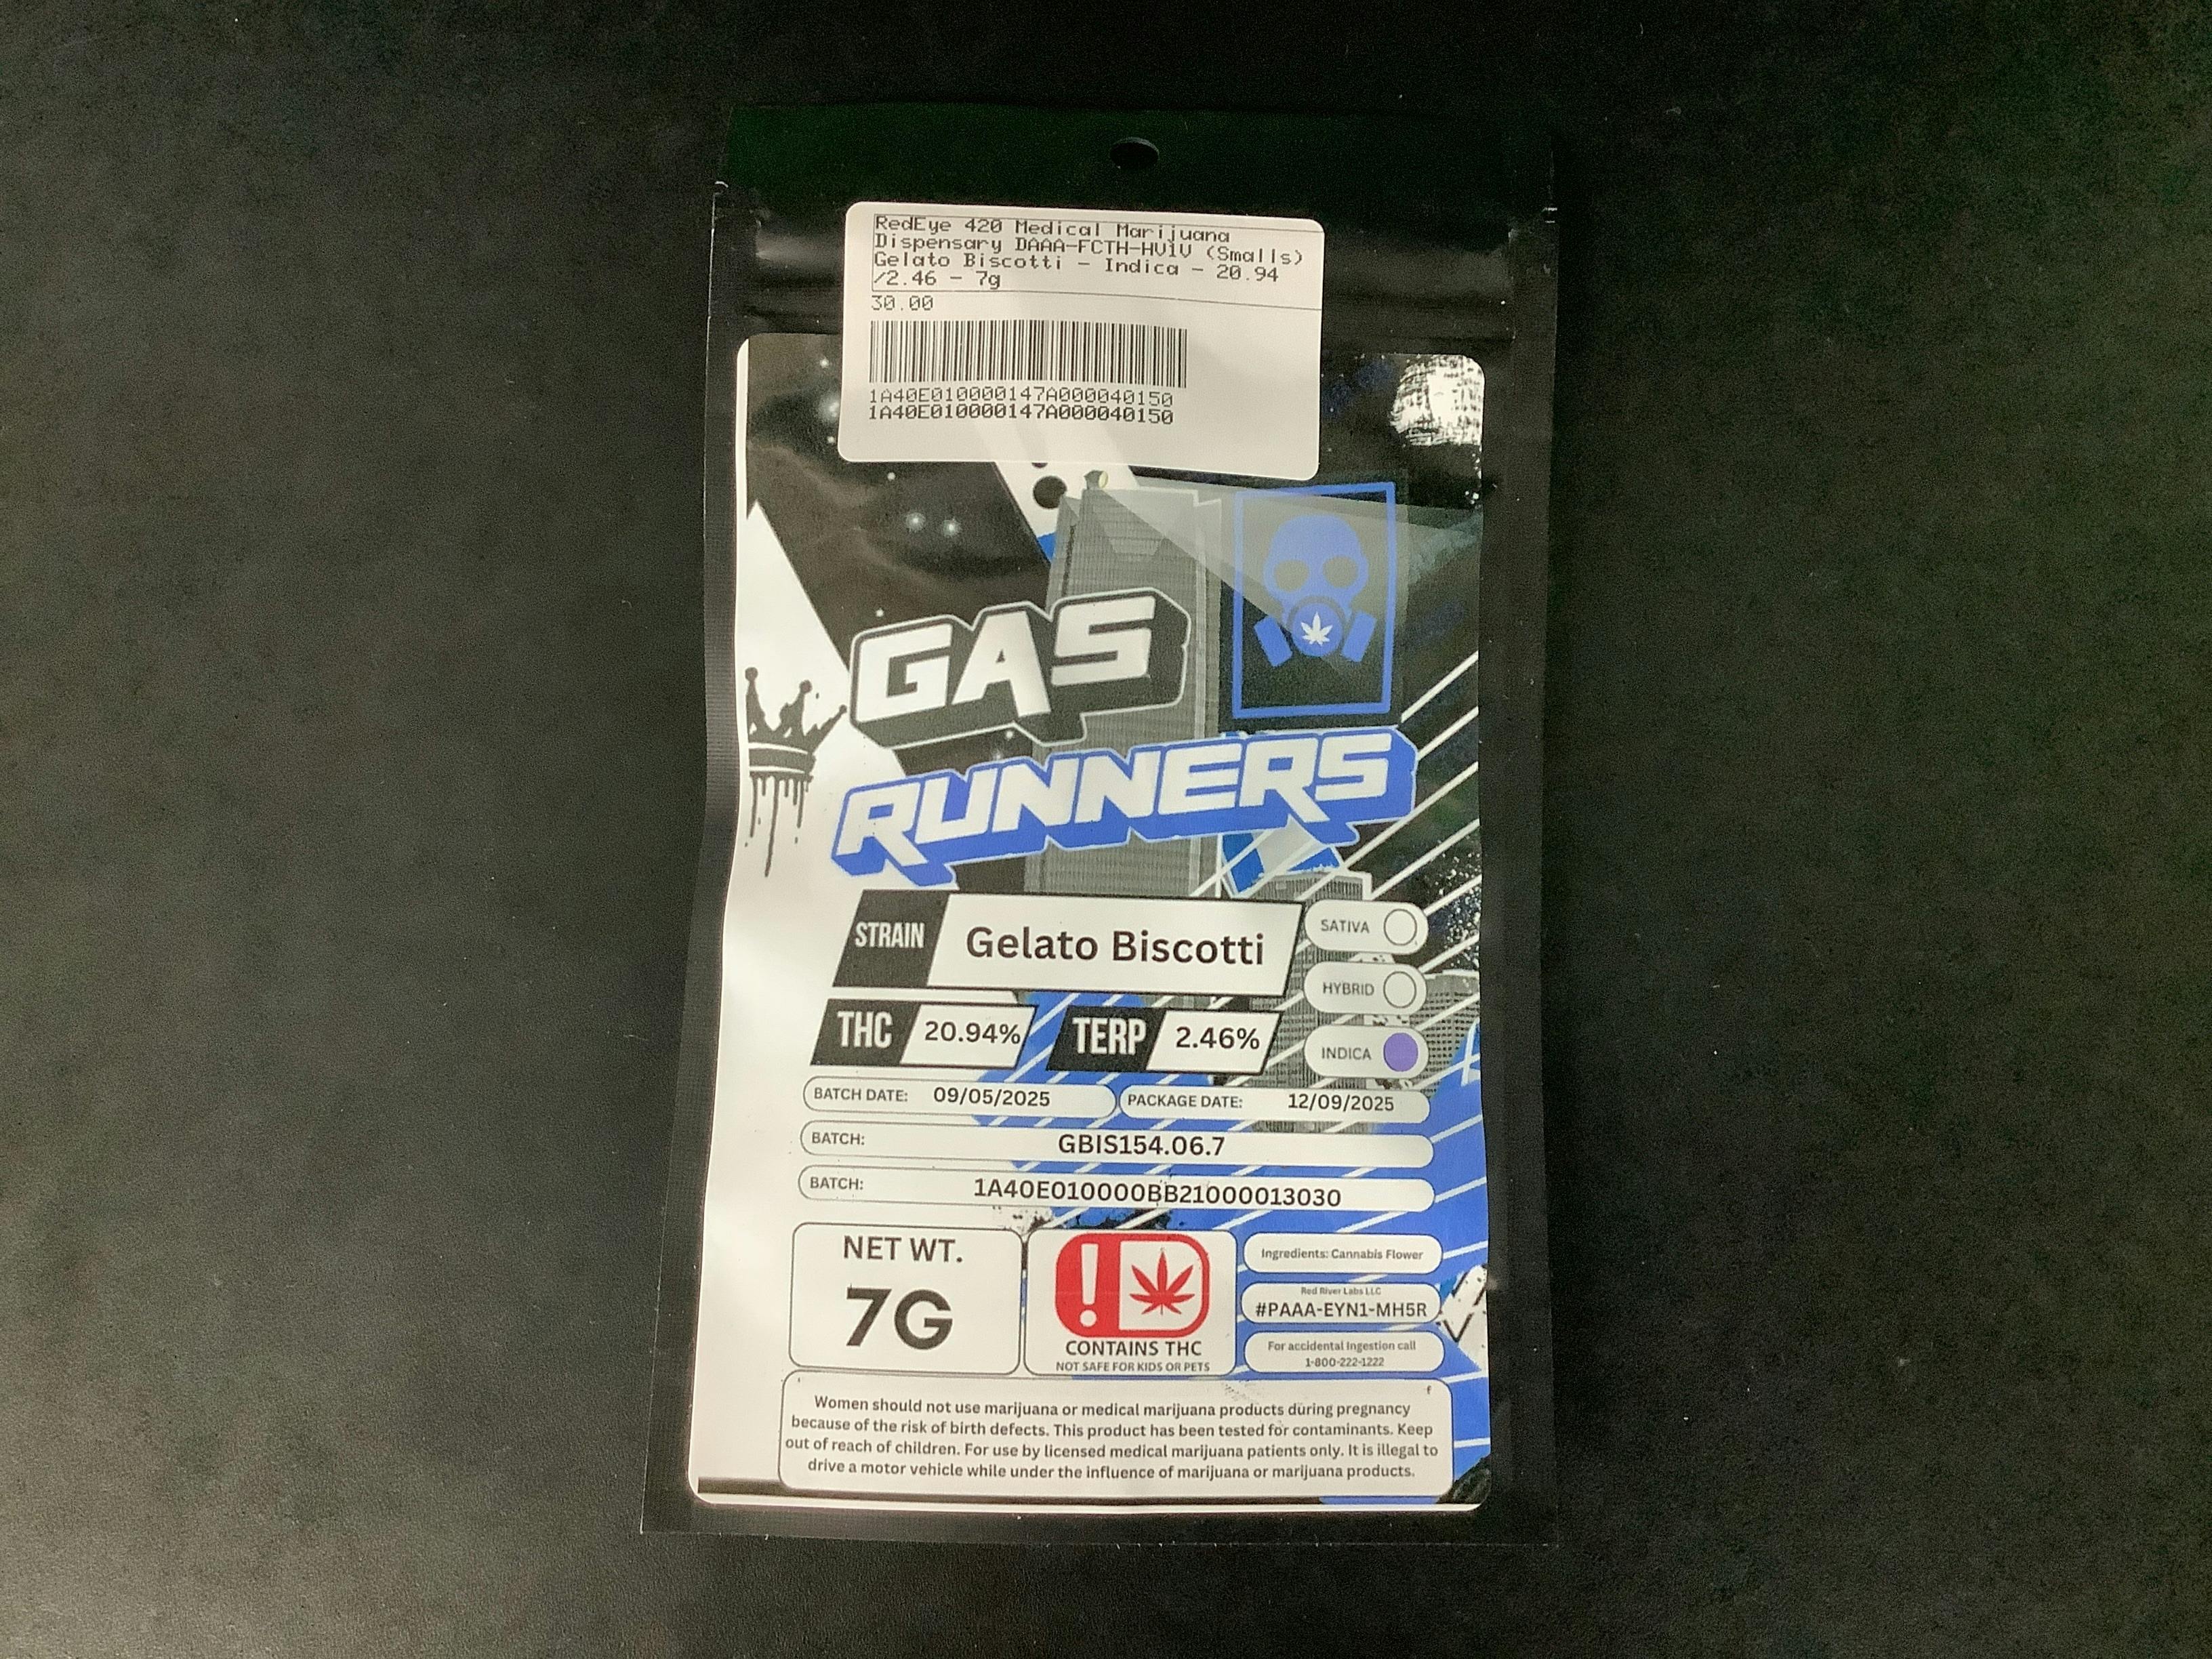 RedEye 420 Medical Marijuana
Dispensary DAAA-FCTH-HV1V (Smalls)
Gelato Biscotti - Indica - 20.94
/2.46 - 7g
30.00
1A40E010000147A000040150
1A40E010000147A000040150
GAS
RUNNERS
STRAIN
Gelato Biscotti
SATIVA
HYBRID
THC
20.94%
TERP
2.46%
INDICA
BATCH DATE: 09/05/2025
PACKAGE DATE: 12/09/2025
BATCH: GBIS154.06.7
BATCH: 1A40E010000BB21000013030
NET WT.
7G
!
CONTAINS THC
NOT SAFE FOR KIDS OR PETS
Ingredients: Cannabis Flower
Red River Labs LLC
#PAAA-EYN1-MH5R
For accidental Ingestion call
1-800-222-1222
Women should not use marijuana or medical marijuana products during pregnancy
because of the risk of birth defects. This product has been tested for contaminants. Keep
out of reach of children. For use by licensed medical marijuana patients only. It is illegal to
drive a motor vehicle while under the influence of marijuana or marijuana products.